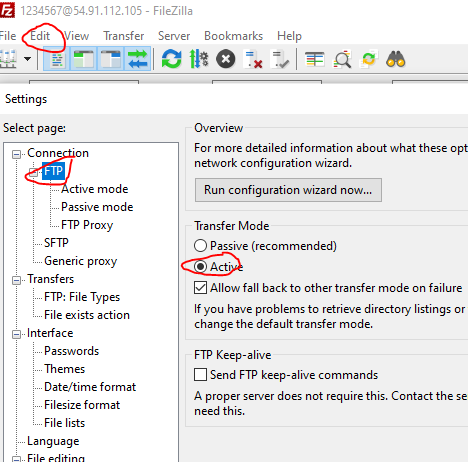 Fz 1234567@54.91.112.105 - FileZilla
File Edit View Transfer Server Bookmarks Help
Settings
Select page:
Connection
FTP
Active mode
Passive mode
FTP Proxy
SFTP
Generic proxy
Transfers
FTP: File Types
File exists action
Interface
Passwords
Themes
Date/time format
Filesize format
File lists
Language
File editing
Overview
For more detailed information about what these opt
network configuration wizard.
Run configuration wizard now...
Transfer Mode
Passive (recommended)
Active
Allow fall back to other transfer mode on failure
If you have problems to retrieve directory listings or
change the default transfer mode.
FTP Keep-alive
Send FTP keep-alive commands
A proper server does not require this. Contact the se
need this.